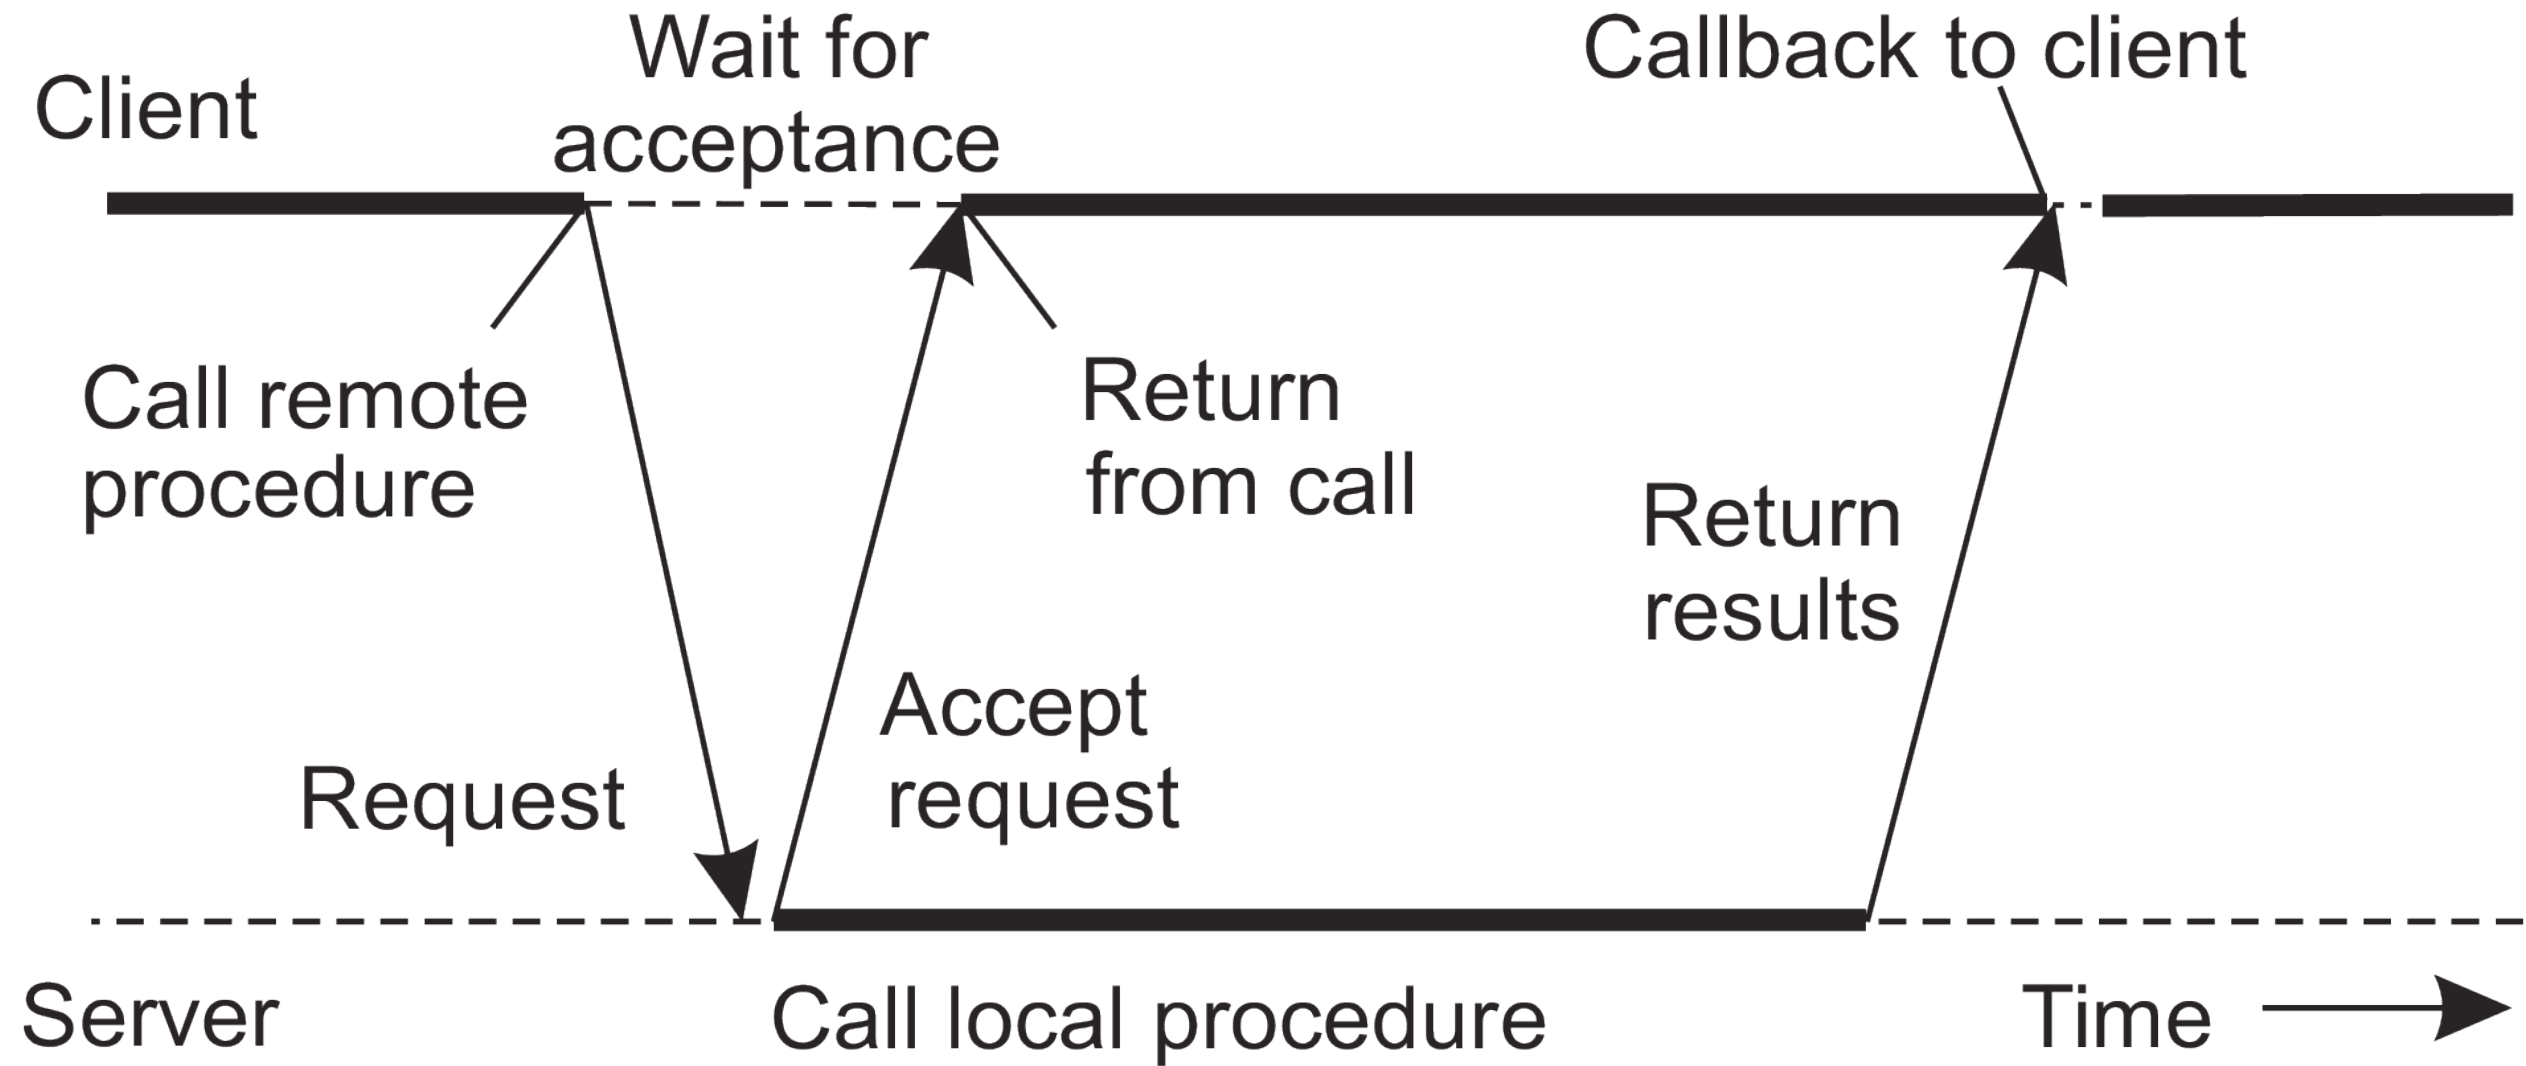 Wait for
acceptance
Callback to client
Client
Call remote
procedure
Return
from call
Return
results
Accept
request
Request
Server
Call local procedure
Time